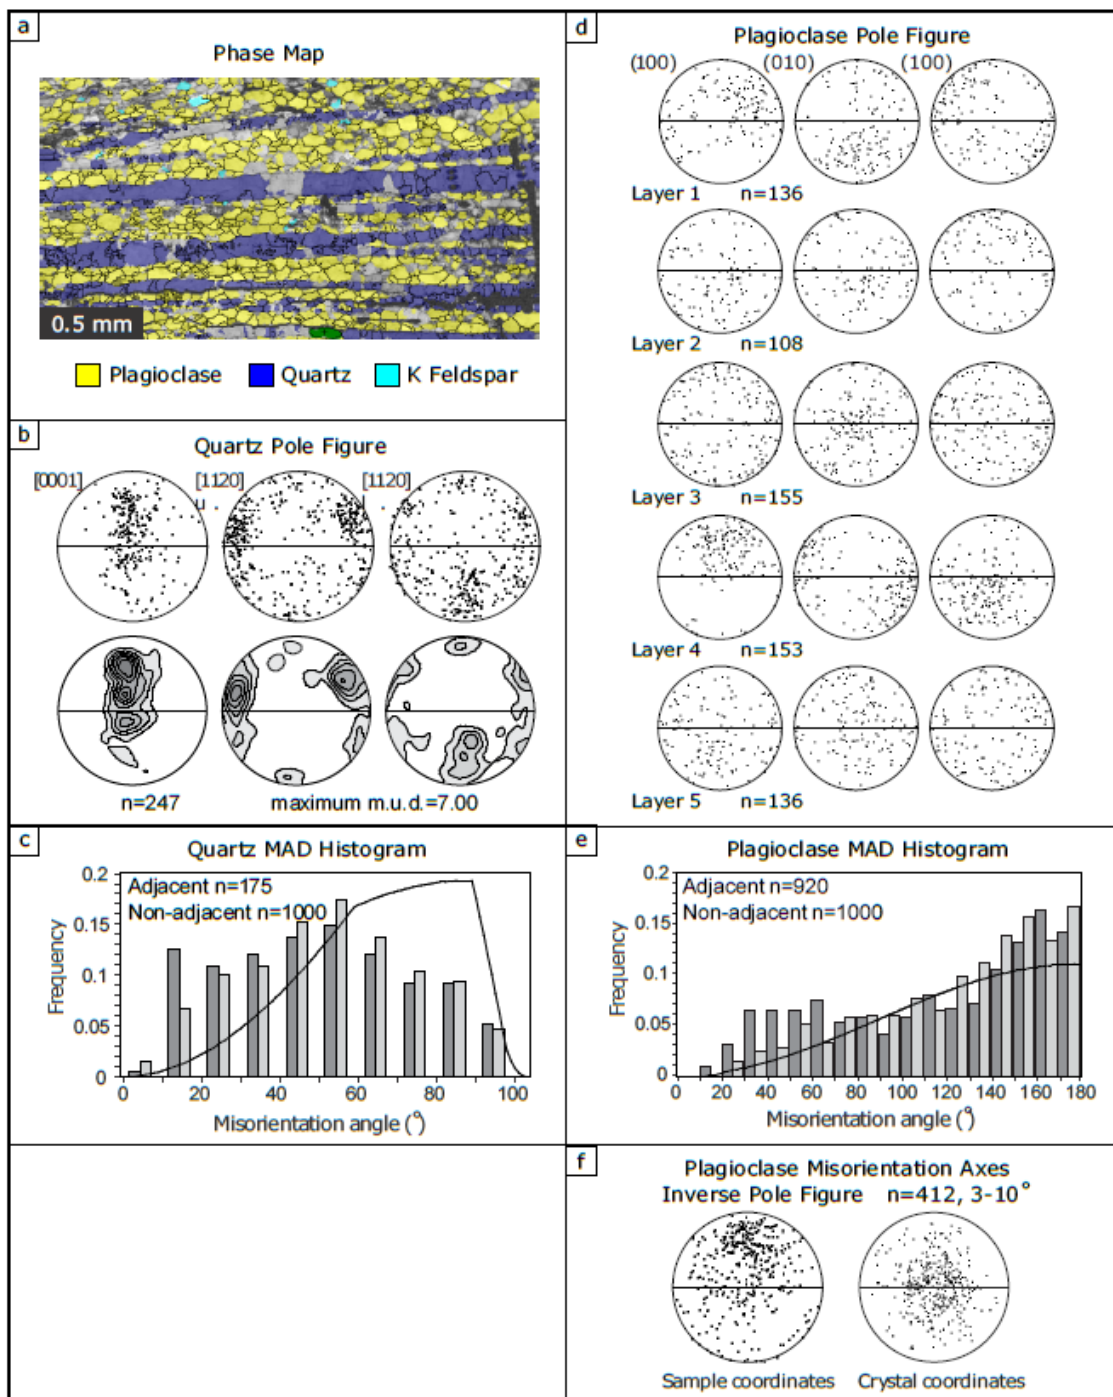 a
Phase Map
0.5 mm
Plagioclase Quartz K Feldspar
b
Quartz Pole Figure
[0001] [1120] [1120]
μ
n=247 maximum m.u.d.=7.00
c
Quartz MAD Histogram
Adjacent n=175
Non-adjacent n=1000
Frequency
0.2
0.15
0.1
0.05
0
0 20 40 60 80 100
Misorientation angle (°)
d
Plagioclase Pole Figure
(100) (010) (100)
Layer 1 n=136
Layer 2 n=108
Layer 3 n=155
Layer 4 n=153
Layer 5 n=136
e
Plagioclase MAD Histogram
Adjacent n=920
Non-adjacent n=1000
Frequency
0.2
0.15
0.1
0.05
0
0 20 40 60 80 100 120 140 160 180
Misorientation angle (°)
f
Plagioclase Misorientation Axes
Inverse Pole Figure n=412, 3-10°
Sample coordinates Crystal coordinates